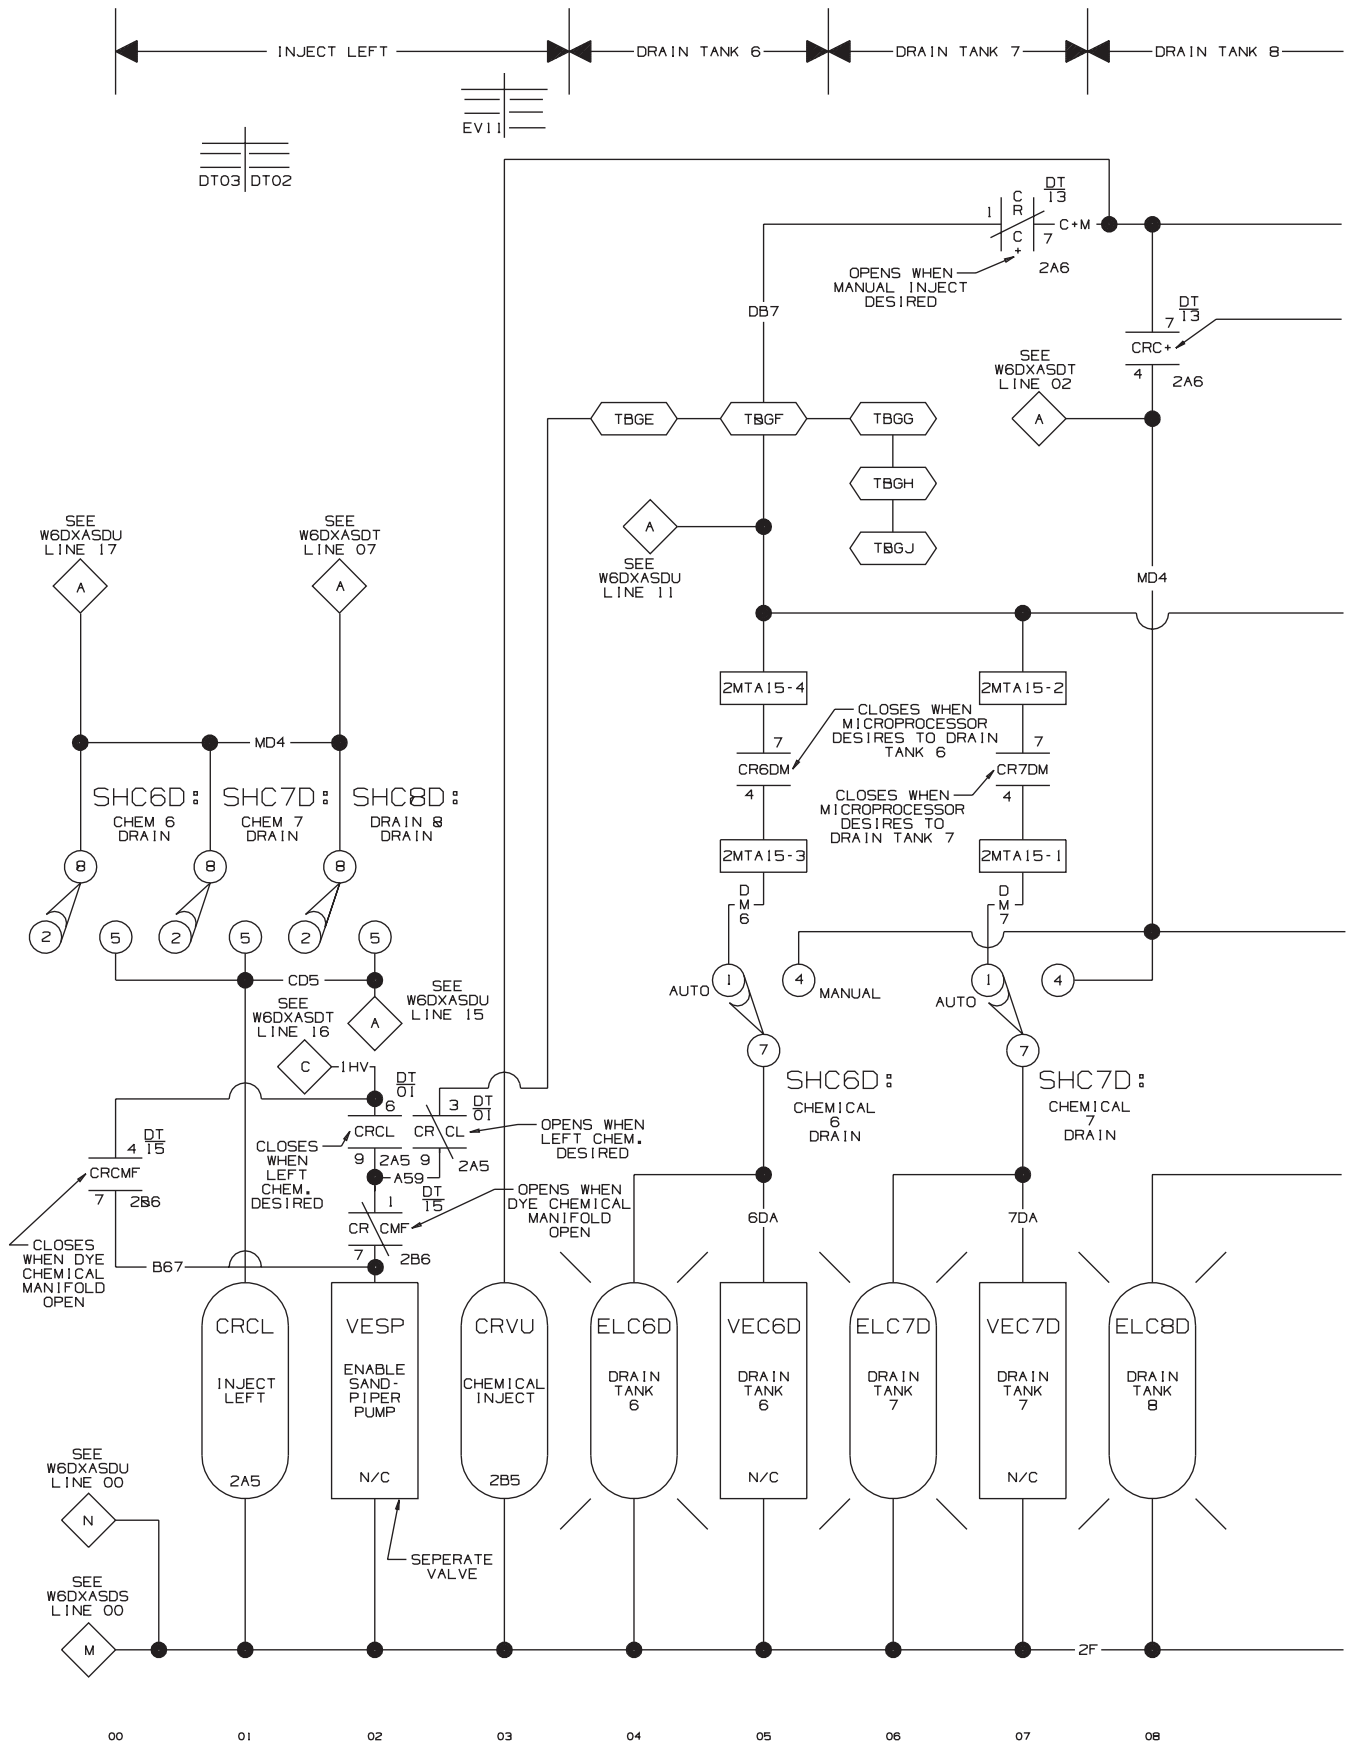 INJECT LEFT
DRAIN TANK 6
DRAIN TANK 7
DRAIN TANK 8
EV11
DT03 DT02
DT
13
C
R
C
+
1
7
C+M
2A6
OPENS WHEN
MANUAL INJECT
DESIRED
DB7
DT
13
7
CRC+
4
2A6
SEE
W6DXASDT
LINE 02
A
TBGE
TBGF
TBGG
TBGH
TBGJ
A
SEE
W6DXASDU
LINE 11
SEE
W6DXASDU
LINE 17
A
SEE
W6DXASDT
LINE 07
A
MD4
MD4
2MTA15-4
2MTA15-2
CLOSES WHEN
MICROPROCESSOR
DESIRES TO DRAIN
TANK 6
7
CR6DM
4
7
CR7DM
4
CLOSES WHEN
MICROPROCESSOR
DESIRES TO
DRAIN TANK 7
SHC6D:
CHEM 6
DRAIN
SHC7D:
CHEM 7
DRAIN
SHC8D:
DRAIN 8
DRAIN
8
8
8
2
5
2
5
2
5
2MTA15-3
2MTA15-1
D
M
6
D
M
7
CD5
1
4
AUTO
MANUAL
1
4
AUTO
7
7
SEE
W6DXASDU
LINE 15
A
SEE
W6DXASDT
LINE 16
C
1HV
SHC6D:
CHEMICAL
6
DRAIN
SHC7D:
CHEMICAL
7
DRAIN
DT
01
6
CRCL
9
2A5
3
DT
01
CR CL
9
2A5
OPENS WHEN
LEFT CHEM.
DESIRED
CLOSES
WHEN
LEFT
CHEM.
DESIRED
4
DT
15
CRCMF
7
2B6
A59
1
DT
15
CR CMF
7
2B6
OPENS WHEN
DYE CHEMICAL
MANIFOLD
OPEN
CLOSES
WHEN DYE
CHEMICAL
MANIFOLD
OPEN
B67
6DA
7DA
CRCL
INJECT
LEFT
2A5
VESP
ENABLE
SAND-
PIPER
PUMP
N/C
CRVU
CHEMICAL
INJECT
2B5
ELC6D
DRAIN
TANK
6
VEC6D
DRAIN
TANK
6
N/C
ELC7D
DRAIN
TANK
7
VEC7D
DRAIN
TANK
7
N/C
ELC8D
DRAIN
TANK
8
SEE
W6DXASDU
LINE 00
N
SEPERATE
VALVE
SEE
W6DXASDS
LINE 00
M
2F
00 01 02 03 04 05 06 07 08